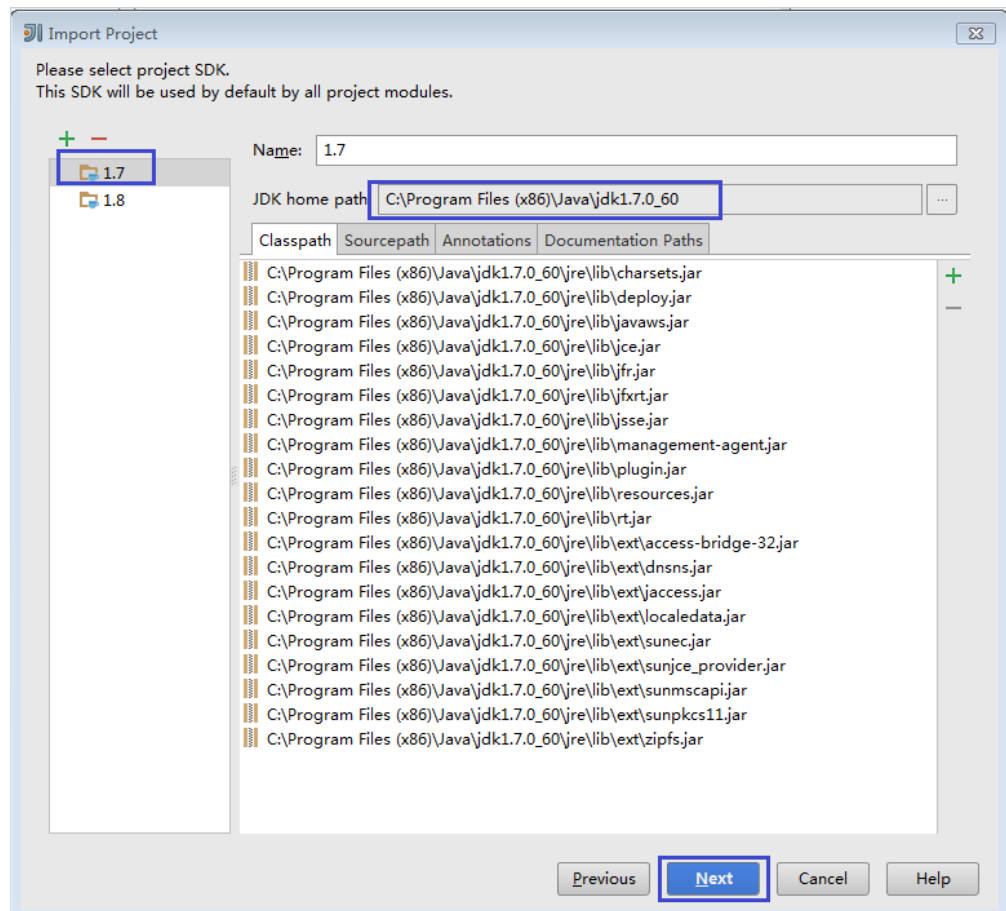 Import Project
Please select project SDK.
This SDK will be used by default by all project modules.
1.7
1.8
Name: 1.7
JDK home path C:\Program Files (x86)\Java\jdk1.7.0_60 ...
Classpath Sourcepath Annotations Documentation Paths
C:\Program Files (x86)\Java\jdk1.7.0_60\jre\lib\charsets.jar
C:\Program Files (x86)\Java\jdk1.7.0_60\jre\lib\deploy.jar
C:\Program Files (x86)\Java\jdk1.7.0_60\jre\lib\javaws.jar
C:\Program Files (x86)\Java\jdk1.7.0_60\jre\lib\jce.jar
C:\Program Files (x86)\Java\jdk1.7.0_60\jre\lib\jfr.jar
C:\Program Files (x86)\Java\jdk1.7.0_60\jre\lib\jfxrt.jar
C:\Program Files (x86)\Java\jdk1.7.0_60\jre\lib\jsse.jar
C:\Program Files (x86)\Java\jdk1.7.0_60\jre\lib\management-agent.jar
C:\Program Files (x86)\Java\jdk1.7.0_60\jre\lib\plugin.jar
C:\Program Files (x86)\Java\jdk1.7.0_60\jre\lib\resources.jar
C:\Program Files (x86)\Java\jdk1.7.0_60\jre\lib\rt.jar
C:\Program Files (x86)\Java\jdk1.7.0_60\jre\lib\ext\access-bridge-32.jar
C:\Program Files (x86)\Java\jdk1.7.0_60\jre\lib\ext\dnsns.jar
C:\Program Files (x86)\Java\jdk1.7.0_60\jre\lib\ext\jaccess.jar
C:\Program Files (x86)\Java\jdk1.7.0_60\jre\lib\ext\localedata.jar
C:\Program Files (x86)\Java\jdk1.7.0_60\jre\lib\ext\sunec.jar
C:\Program Files (x86)\Java\jdk1.7.0_60\jre\lib\ext\sunjce_provider.jar
C:\Program Files (x86)\Java\jdk1.7.0_60\jre\lib\ext\sunmscapi.jar
C:\Program Files (x86)\Java\jdk1.7.0_60\jre\lib\ext\sunpkcs11.jar
C:\Program Files (x86)\Java\jdk1.7.0_60\jre\lib\ext\zipfs.jar
Previous Next Cancel Help